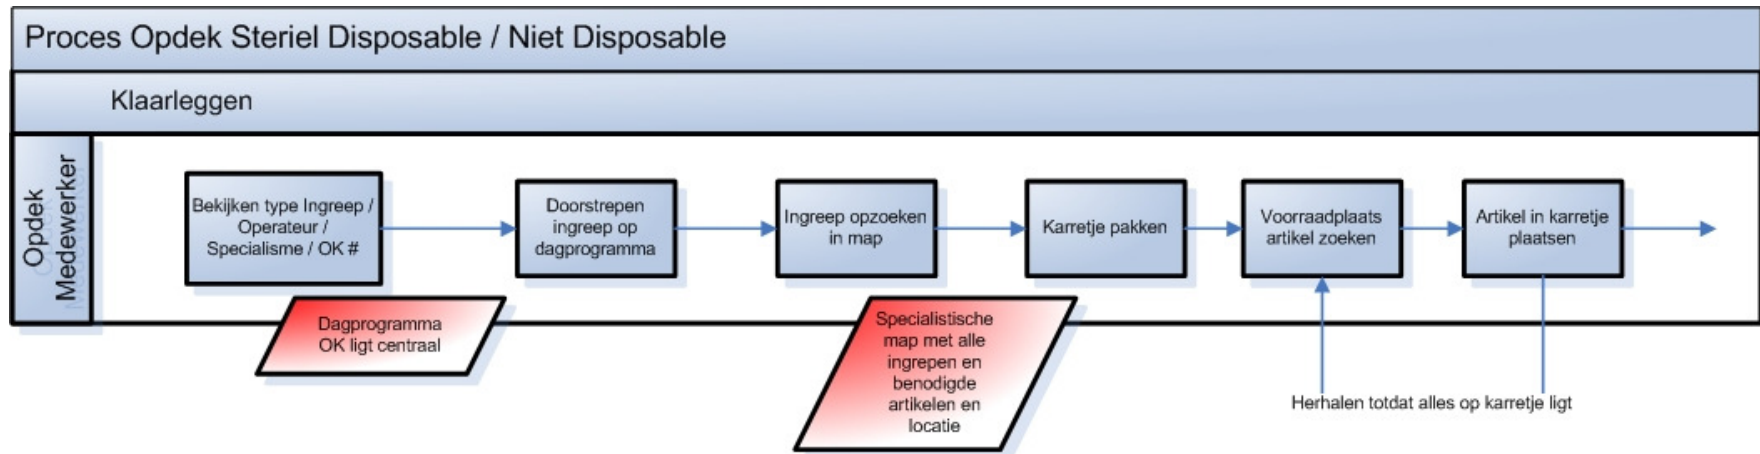 Proces Opdek Steriel Disposable / Niet Disposable
Klaarleggen
Opdek
Medewerker
Bekijken type Ingreep /
Operateur /
Specialisme / OK #
Doorstrepen
ingreep op
dagprogramma
Ingreep opzoeken
in map
Karretje pakken
Voorraadplaats
artikel zoeken
Artikel in karretje
plaatsen
Dagprogramma
OK ligt centraal
Specialistische
map met alle
ingrepen en
benodigde
artikelen en
locatie
Herhalen totdat alles op karretje ligt